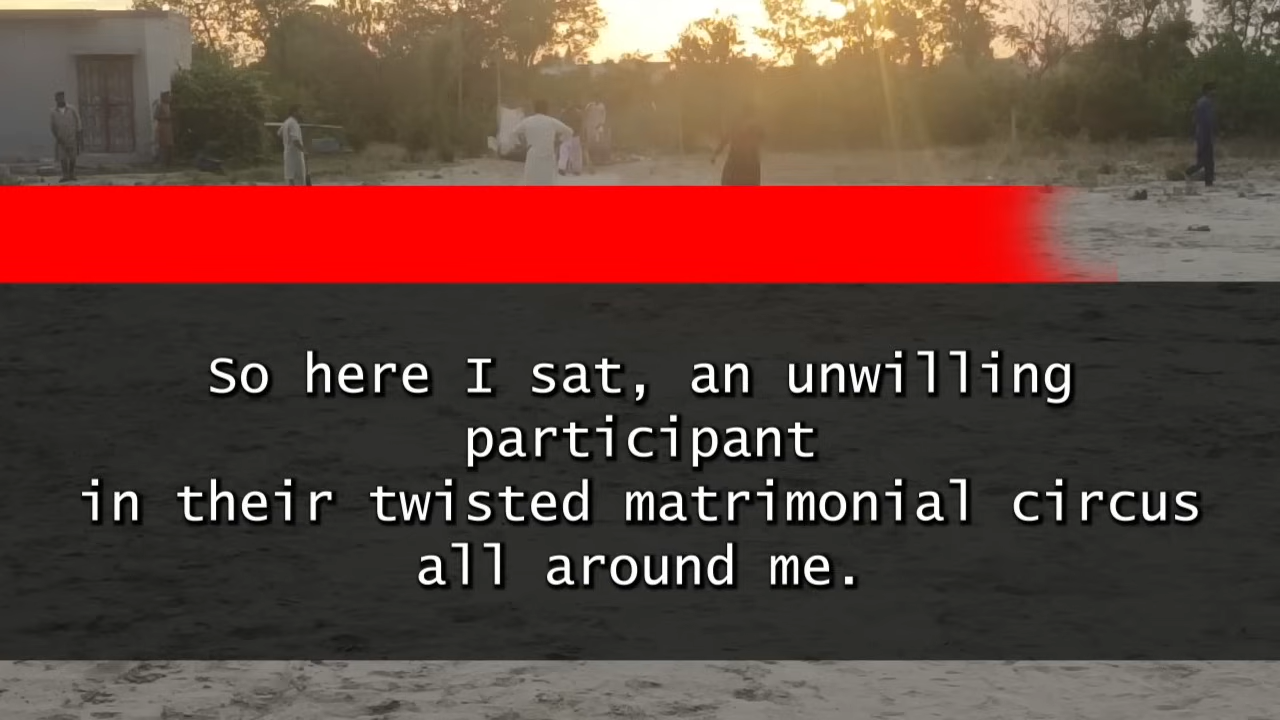 So here I sat, an unwilling
participant
in their twisted matrimonial circus
all around me.